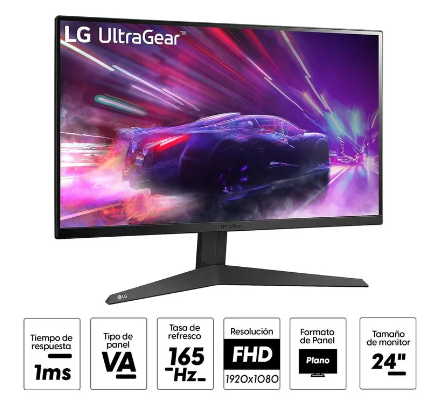 LG UltraGear™
UltraGear
LG
Tiempo de
respuesta
1ms
Tipo de
panel
VA
Tasa de
refresco
165
Hz
Resolución
FHD
1920x1080
Formato
de Panel
Plano
Tamaño
de monitor
24"